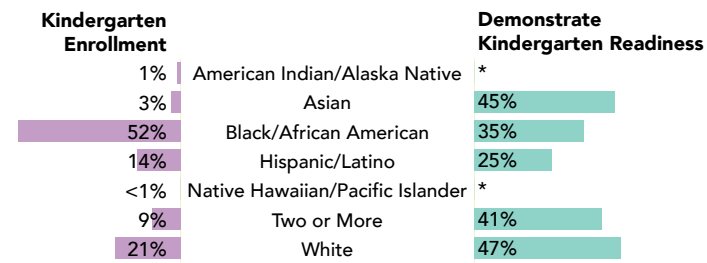 Kindergarten
Enrollment
Demonstrate
Kindergarten Readiness
1% American Indian/Alaska Native *
3% Asian 45%
52% Black/African American 35%
14% Hispanic/Latino 25%
<1% Native Hawaiian/Pacific Islander *
9% Two or More 41%
21% White 47%